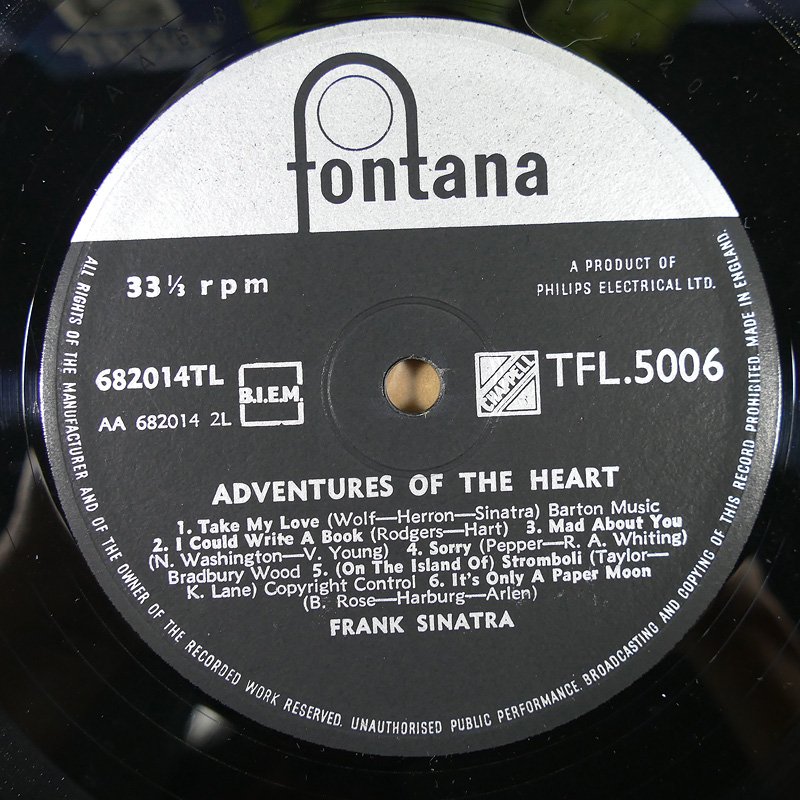 fontana
33⅓ rpm
A PRODUCT OF
PHILIPS ELECTRICAL LTD.
682014TL
B.I.E.M.
CHAPPELL
TFL.5006
AA 682014 2L
ADVENTURES OF THE HEART
1. Take My Love (Wolf—Herron—Sinatra) Barton Music
2. I Could Write A Book (Rodgers—Hart) 3. Mad About You
(N. Washington—V. Young) 4. Sorry (Pepper—R. A. Whiting)
Bradbury Wood 5. (On The Island Of) Stromboli (Taylor—
K. Lane) Copyright Control 6. It's Only A Paper Moon
(B. Rose—Harburg—Arlen)
FRANK SINATRA
ALL RIGHTS OF THE MANUFACTURER AND OF THE OWNER OF THE RECORDED WORK RESERVED. UNAUTHORISED PUBLIC PERFORMANCE. BROADCASTING AND COPYING OF THIS RECORD PROHIBITED. MADE IN ENGLAND.